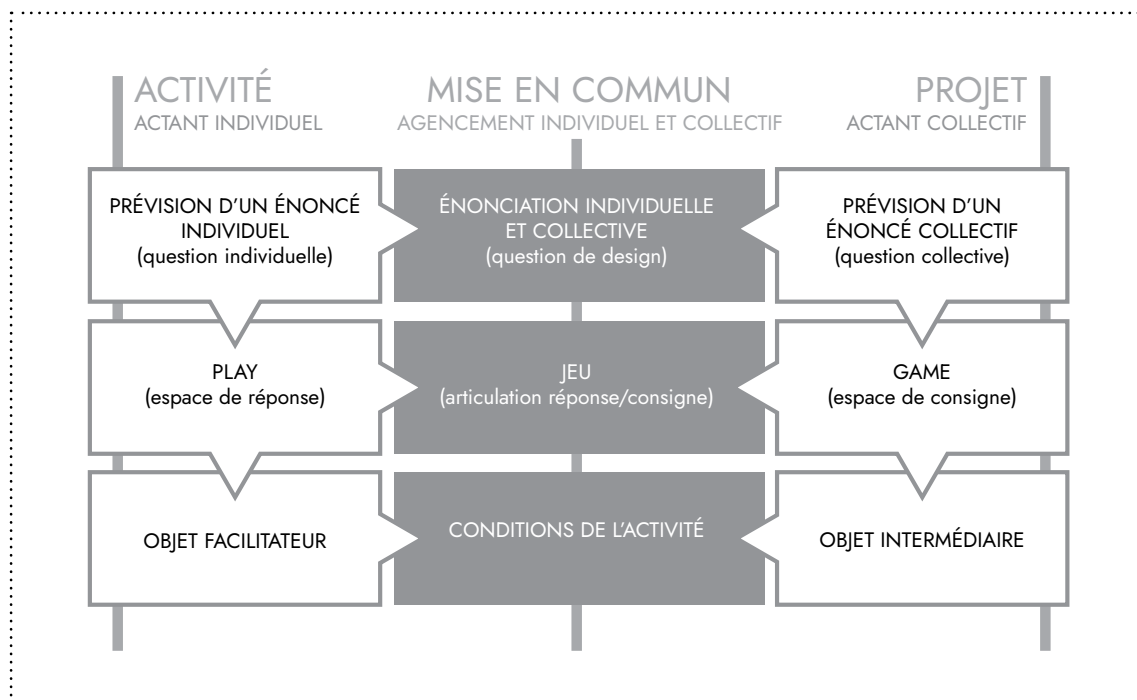 ACTIVITÉ
ACTANT INDIVIDUEL
MISE EN COMMUN
AGENCEMENT INDIVIDUEL ET COLLECTIF
PROJET
ACTANT COLLECTIF
PRÉVISION D'UN ÉNONCÉ
INDIVIDUEL
(question individuelle)
ÉNONCIATION INDIVIDUELLE
ET COLLECTIVE
(question de design)
PRÉVISION D'UN
ÉNONCÉ COLLECTIF
(question collective)
PLAY
(espace de réponse)
JEU
(articulation réponse/consigne)
GAME
(espace de consigne)
OBJET FACILITATEUR
CONDITIONS DE L'ACTIVITÉ
OBJET INTERMÉDIAIRE